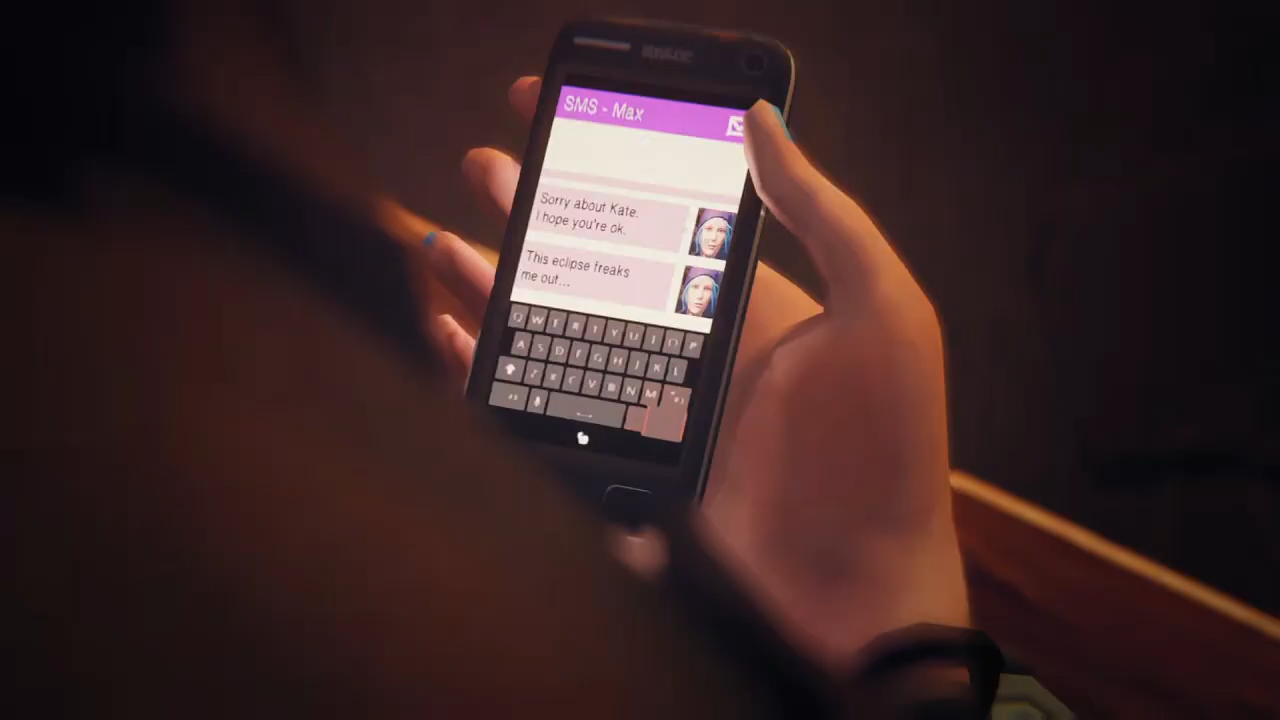 SMS - Max
Sorry about Kate.
I hope you're ok.
This eclipse freaks
me out...
Q W E R T Y U I O P
A S D F G H J K L
Z X C V B N M